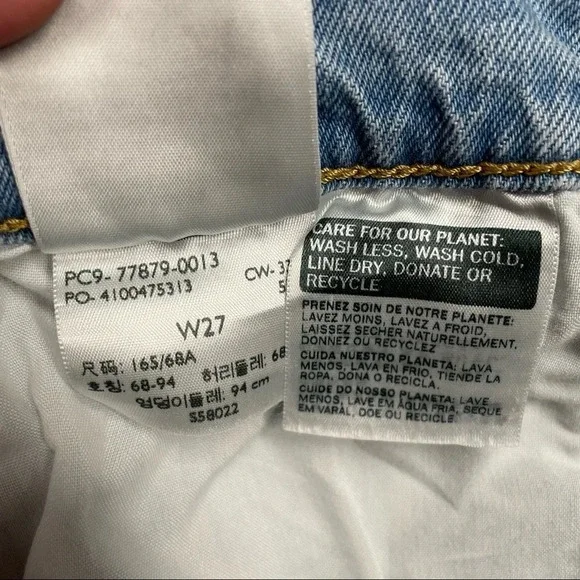 PC9- 77879-0013
PO- 4100475313
CW- 37
W27
尺码: 165/68A
호칭: 68-94 허리둘레: 68
엉덩이둘레: 94 cm
558022
CARE FOR OUR PLANET:
WASH LESS, WASH COLD,
LINE DRY, DONATE OR
RECYCLE
PRENEZ SOIN DE NOTRE PLANETE:
LAVEZ MOINS, LAVEZ A FROID,
LAISSEZ SECHER NATURELLEMENT,
DONNEZ OU RECYCLEZ
CUIDA NUESTRO PLANETA: LAVA
MENOS, LAVA EN FRIO, TIENDE LA
ROPA, DONA O RECICLA.
CUIDE DO NOSSO PLANETA: LAVE
MENOS, LAVE EM AGUA FRIA, SEQUE
EM VARAL, DOE OU RECICLE